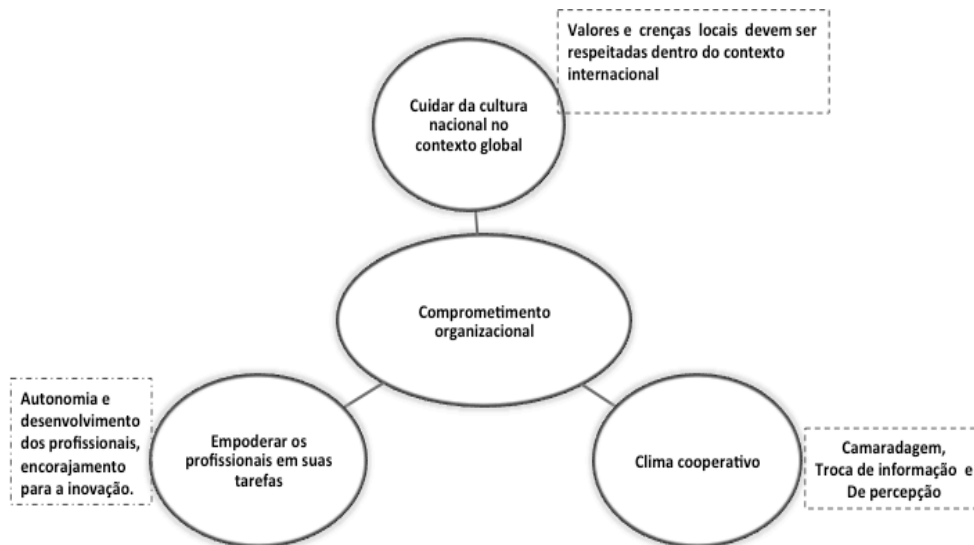 Valores e crenças locais devem ser
respeitadas dentro do contexto
internacional
Cuidar da cultura
nacional no
contexto global
Comprometimento
organizacional
Autonomia e
desenvolvimento
dos profissionais,
encorajamento
para a inovação.
Empoderar os
profissionais em suas
tarefas
Clima cooperativo
Camaradagem,
Troca de informação e
De percepção